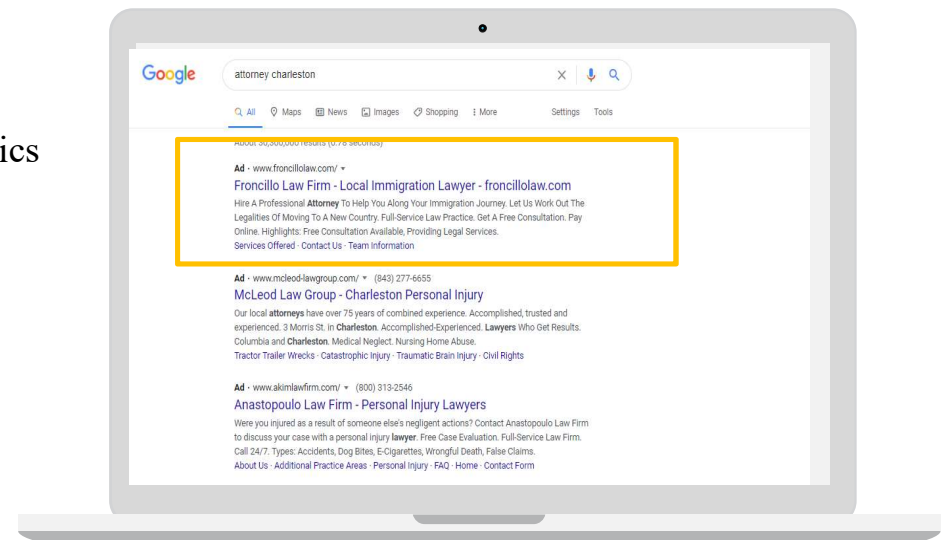 Google
attorney charleston
All Maps News Images Shopping More Settings Tools
ics
About 30,300,000 results (0.78 seconds)
Ad · www.froncillolaw.com/
Froncillo Law Firm - Local Immigration Lawyer - froncillolaw.com
Hire A Professional Attorney To Help You Along Your Immigration Journey. Let Us Work Out The
Legalities Of Moving To A New Country. Full-Service Law Practice. Get A Free Consultation. Pay
Online. Highlights: Free Consultation Available, Providing Legal Services.
Services Offered · Contact Us · Team Information
Ad · www.mcleod-lawgroup.com/ (843) 277-6655
McLeod Law Group - Charleston Personal Injury
Our local attorneys have over 75 years of combined experience. Accomplished, trusted and
experienced. 3 Morris St. in Charleston. Accomplished-Experienced. Lawyers Who Get Results.
Columbia and Charleston. Medical Neglect. Nursing Home Abuse.
Tractor Trailer Wrecks · Catastrophic Injury · Traumatic Brain Injury · Civil Rights
Ad · www.akimlawfirm.com/ (800) 313-2546
Anastopoulo Law Firm - Personal Injury Lawyers
Were you injured as a result of someone else's negligent actions? Contact Anastopoulo Law Firm
to discuss your case with a personal injury lawyer. Free Case Evaluation. Full-Service Law Firm.
Call 24/7. Types: Accidents, Dog Bites, E-Cigarettes, Wrongful Death, False Claims.
About Us · Additional Practice Areas · Personal Injury · FAQ · Home · Contact Form